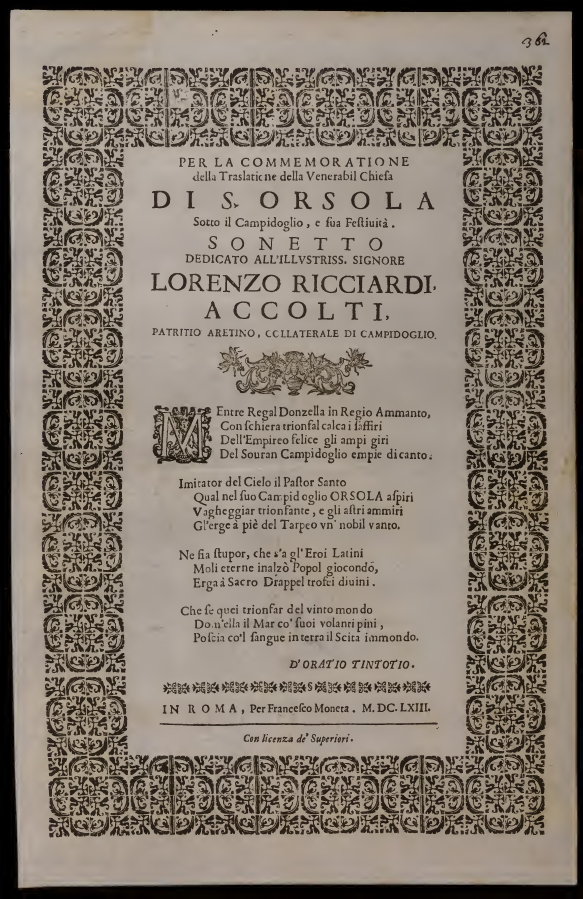 361
PER LA COMMEMORATIONE
della Traslatione della Venerabil Chiesa
DI S. ORSOLA
Sotto il Campidoglio, e sua Festiuità.
SONETTO
DEDICATO ALL'ILLVSTRISS. SIGNORE
LORENZO RICCIARDI,
ACCOLTI,
PATRITIO ARETINO, COLLATERALE DI CAMPIDOGLIO.
MEntre Regal Donzella in Regio Ammanto,
Con schiera trionfal calca i saffiri
Dell'Empireo felice gli ampi giri
Del Souran Campidoglio empie di canto.
Imitator del Cielo il Pastor Santo
Qual nel suo Campidoglio ORSOLA aspiri
Vagheggiar trionfante, e gli astri ammiri
Gl'erge à piè del Tarpeo vn' nobil vanto.
Ne fia stupor, che s'a gl'Eroi Latini
Moli eterne inalzò Popol giocondo,
Erga à Sacro Drappel trofei diuini.
Che se quei trionfar del vinto mondo
Do n'ella il Mar co' suoi volanti pini,
Poscia co'l sangue in terra il Scita immondo.
D'ORATIO TINTOTIO.
IN ROMA, Per Francesco Moneta. M. DC. LXIII.
Con licenza de' Superiori.